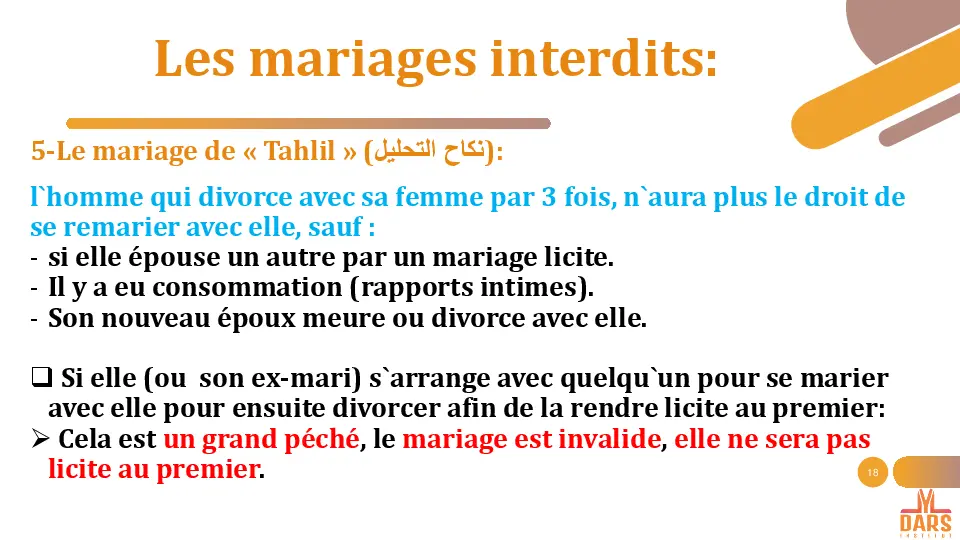 Les mariages interdits:
5-Le mariage de « Tahlil » (نكاح التحليل):
l`homme qui divorce avec sa femme par 3 fois, n`aura plus le droit de
se remarier avec elle, sauf :
- si elle épouse un autre par un mariage licite.
- Il y a eu consommation (rapports intimes).
- Son nouveau époux meure ou divorce avec elle.
❑ Si elle (ou son ex-mari) s`arrange avec quelqu`un pour se marier
avec elle pour ensuite divorcer afin de la rendre licite au premier:
➢ Cela est un grand péché, le mariage est invalide, elle ne sera pas
licite au premier.
18
DARS
INSTITUT